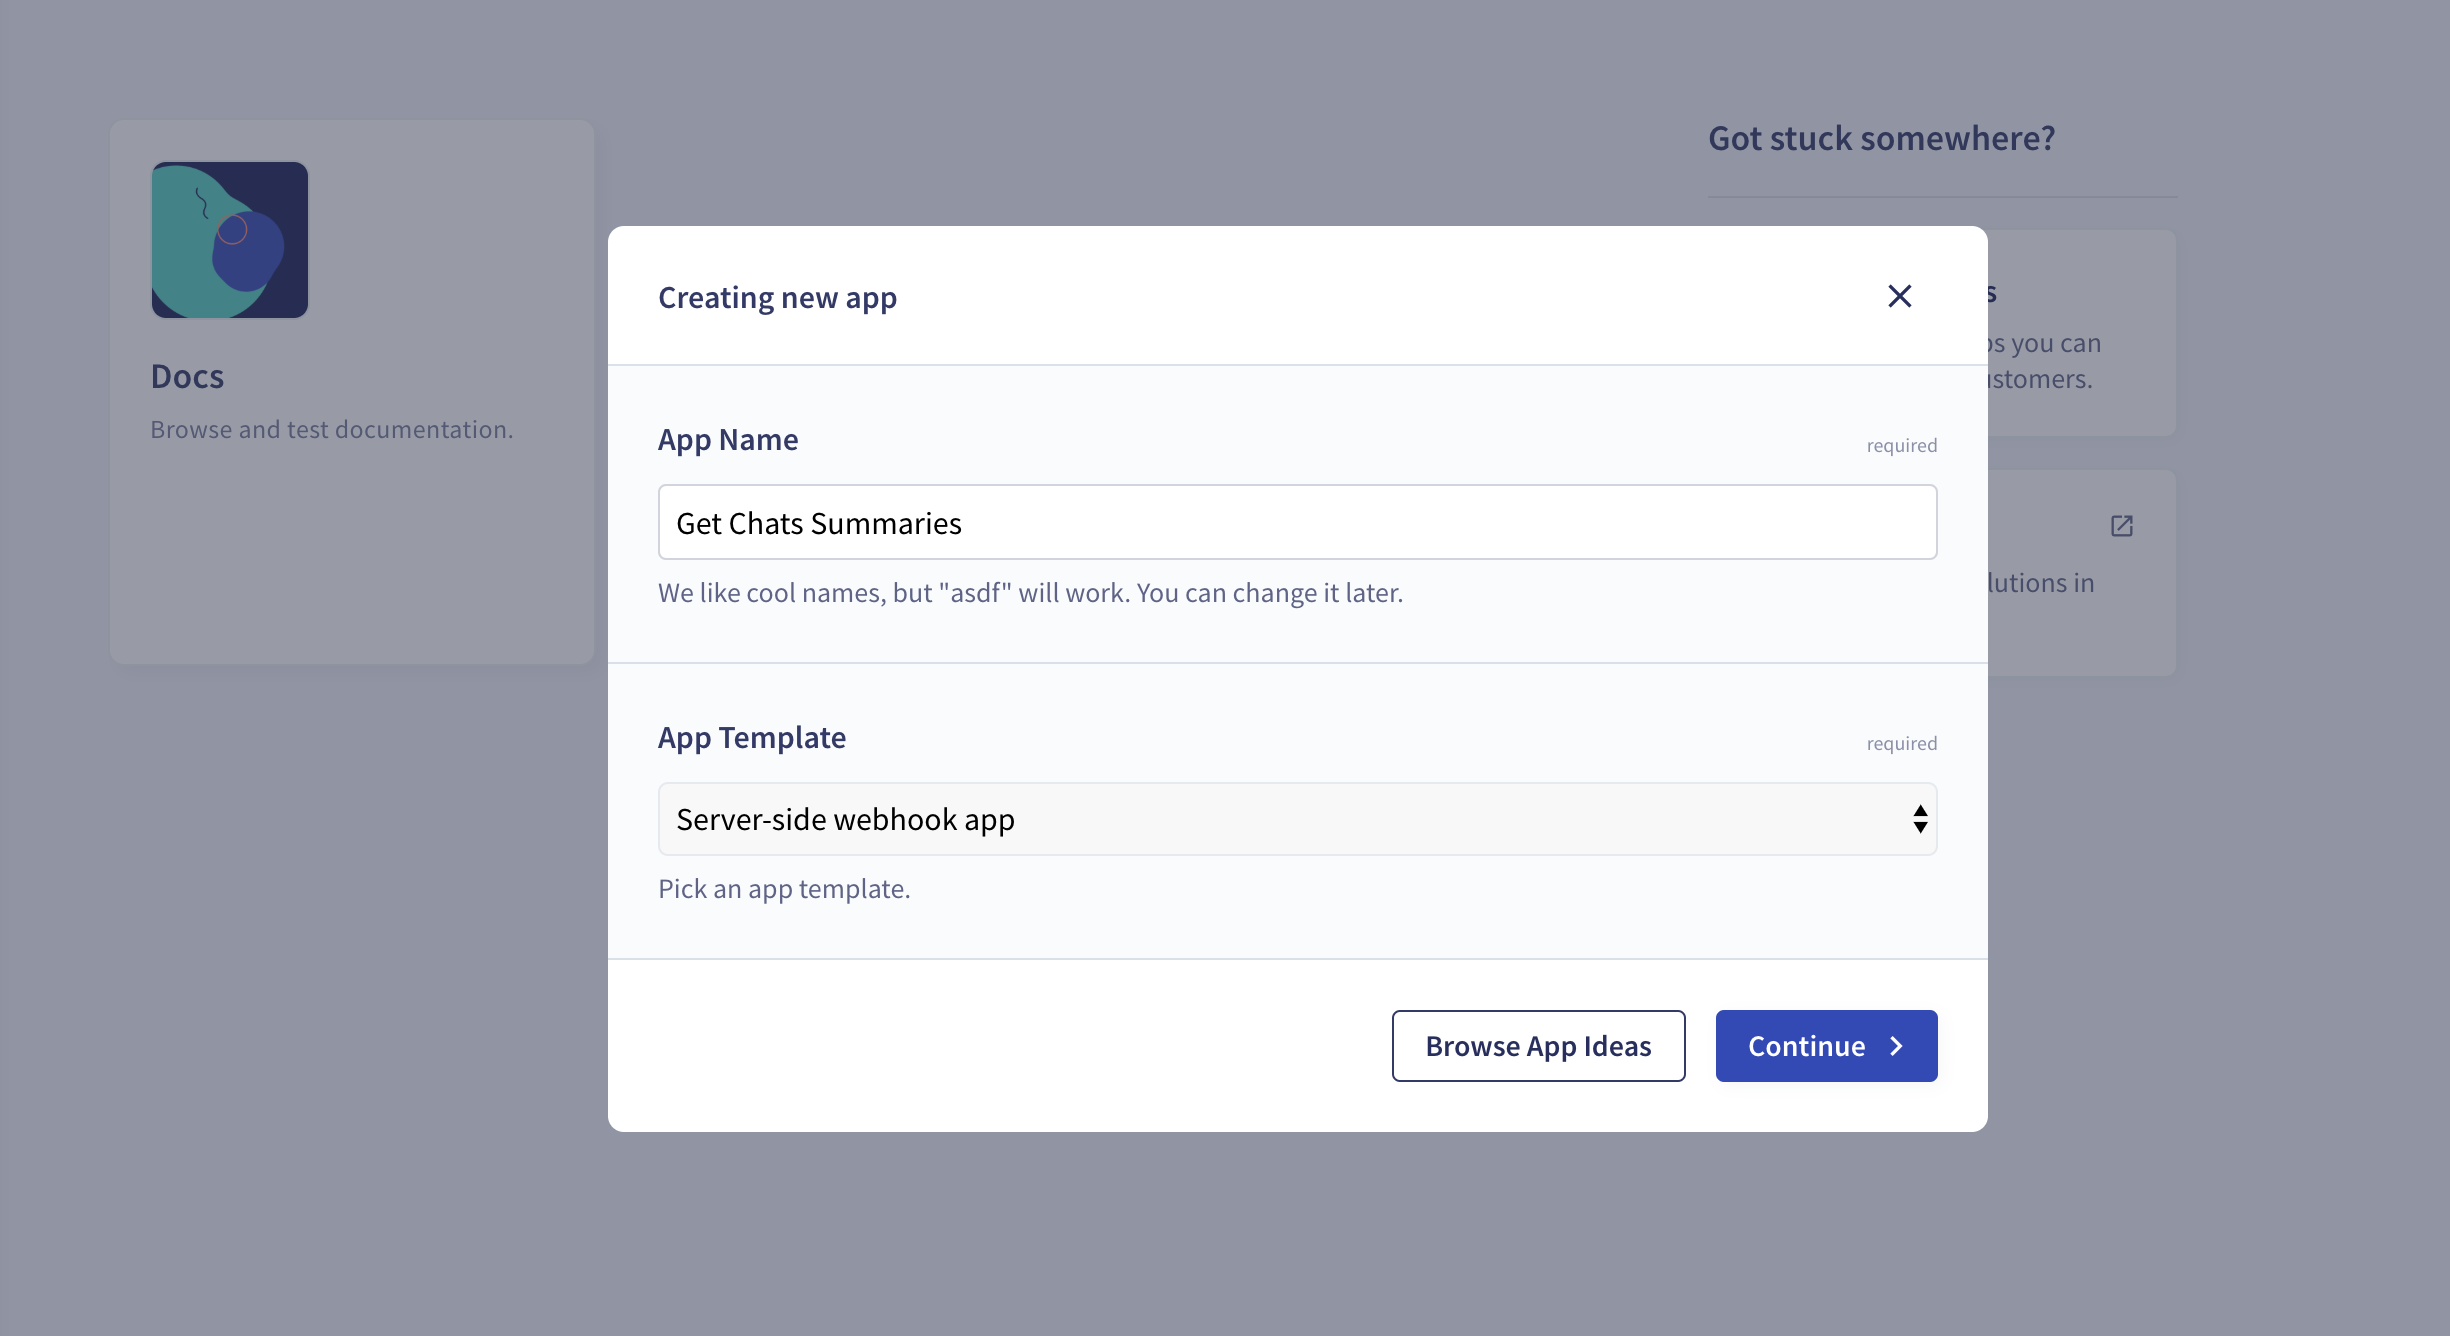 Got stuck somewhere?
Docs
Browse and test documentation.
you can
lutions in
Creating new app
App Name
required
Get Chats Summaries
We like cool names, but "asdf" will work. You can change it later.
App Template
required
Server-side webhook app
Pick an app template.
Browse App Ideas
Continue